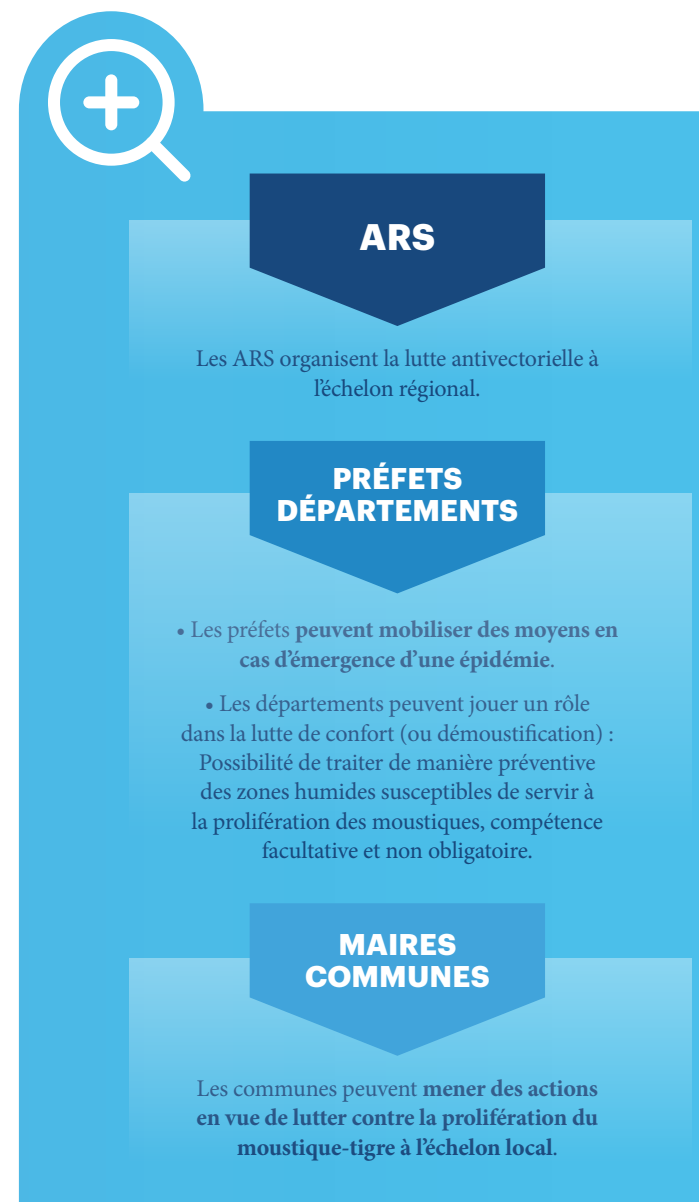 ARS
Les ARS organisent la lutte antivectorielle à
l'échelon régional.
PRÉFETS
DÉPARTEMENTS
• Les préfets peuvent mobiliser des moyens en
cas d'émergence d'une épidémie.
• Les départements peuvent jouer un rôle
dans la lutte de confort (ou démoustification) :
Possibilité de traiter de manière préventive
des zones humides susceptibles de servir à
la prolifération des moustiques, compétence
facultative et non obligatoire.
MAIRES
COMMUNES
Les communes peuvent mener des actions
en vue de lutter contre la prolifération du
moustique-tigre à l'échelon local.